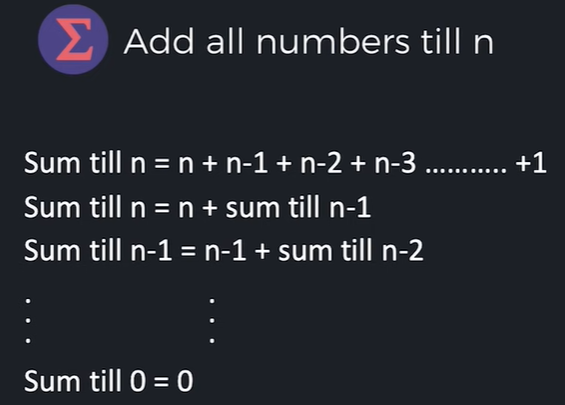 Σ Add all numbers till n
Sum till n = n + n-1 + n-2 + n-3 ........... +1
Sum till n = n + sum till n-1
Sum till n-1 = n-1 + sum till n-2
Sum till 0 = 0